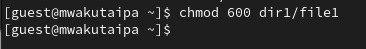 [guest@mwakutaipa ~]$ chmod 600 dir1/file1
[guest@mwakutaipa ~]$